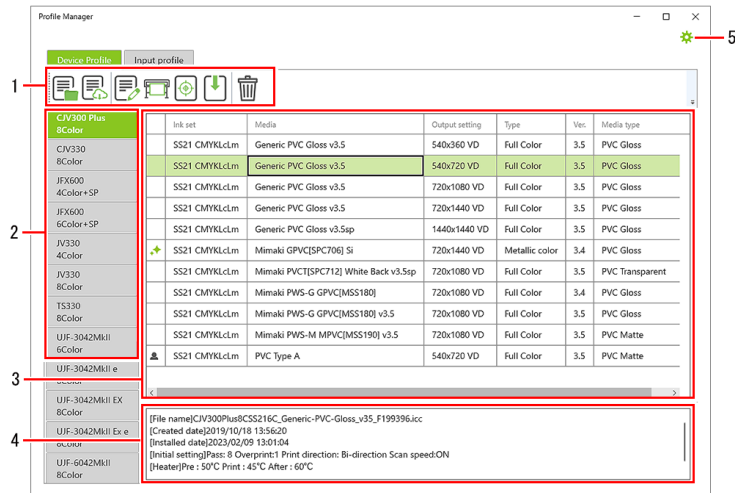 Profile Manager
5
Device Profile Input profile
1
CJV300 Plus
8Color
CJV330
8Color
JFX600
4Color+SP
JFX600
6Color+SP
2
JV330
4Color
JV330
8Color
TS330
8Color
UJF-3042MkII
6Color
UJF-3042MkII e
UJF-3042MkII EX
8Color
UJF-3042MkII Ex e
UJF-6042MkII
8Color
Ink set Media Output setting Type Ver. Media type
SS21 CMYKLcLm Generic PVC Gloss v3.5 540x360 VD Full Color 3.5 PVC Gloss
SS21 CMYKLcLm Generic PVC Gloss v3.5 540x720 VD Full Color 3.5 PVC Gloss
SS21 CMYKLcLm Generic PVC Gloss v3.5 720x1080 VD Full Color 3.5 PVC Gloss
SS21 CMYKLcLm Generic PVC Gloss v3.5 720x1440 VD Full Color 3.5 PVC Gloss
SS21 CMYKLcLm Generic PVC Gloss v3.5sp 1440x1440 VD Full Color 3.5 PVC Gloss
SS21 CMYKLcLm Mimaki GPVC[SPC706] Si 720x1440 VD Metallic color 3.4 PVC Gloss
SS21 CMYKLcLm Mimaki PVCT[SPC712] White Back v3.5sp 720x1080 VD Full Color 3.5 PVC Transparent
SS21 CMYKLcLm Mimaki PWS-G GPVC[MSS180] 720x1080 VD Full Color 3.4 PVC Gloss
SS21 CMYKLcLm Mimaki PWS-G GPVC[MSS180] v3.5 720x1080 VD Full Color 3.5 PVC Gloss
SS21 CMYKLcLm Mimaki PWS-M MPVC[MSS190] v3.5 720x1080 VD Full Color 3.5 PVC Matte
SS21 CMYKLcLm PVC Type A 540x720 VD Full Color 3.5 PVC Matte
3
4
[File name]CJV300Plus8CSS216C_Generic-PVC-Gloss_v35_F199396.icc
[Created date]2019/10/18 13:56:20
[Installed date]2023/02/09 13:01:04
[Initial setting]Pass: 8 Overprint:1 Print direction: Bi-direction Scan speed:ON
[Heater]Pre : 50°C Print : 45°C After : 60°C